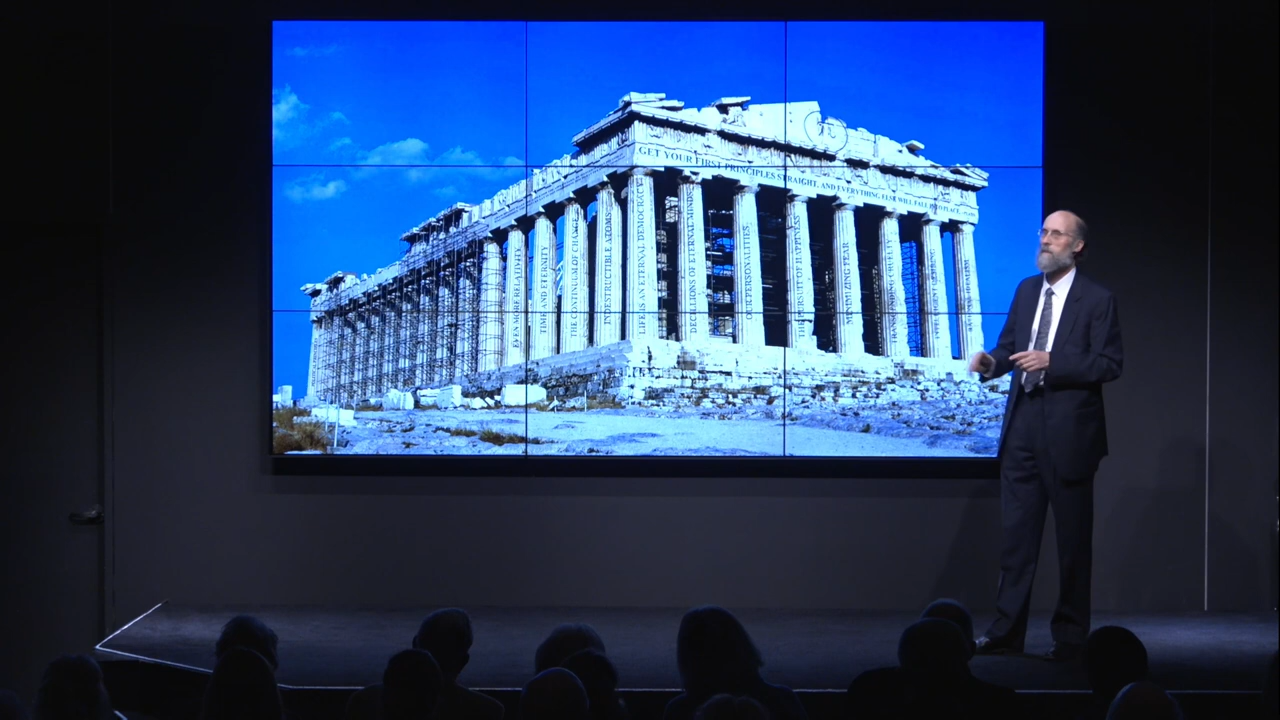 GET YOUR FIRST PRINCIPLES STRAIGHT, AND EVERYTHING ELSE WILL FALL INTO PLACE.
EVEN MORE RELATIVITY
TIME AND ETERNITY
THE CONTINUUM OF CHANGE
INDESTRUCTIBLE ATOMS
LIFE IS AN ETERNAL DEMOCRACY
DECILLIONS OF ETERNAL MINDS
OUR PERSONALITIES
THE PURSUIT OF HAPPINESS
MINIMIZING FEAR
CRUELTY